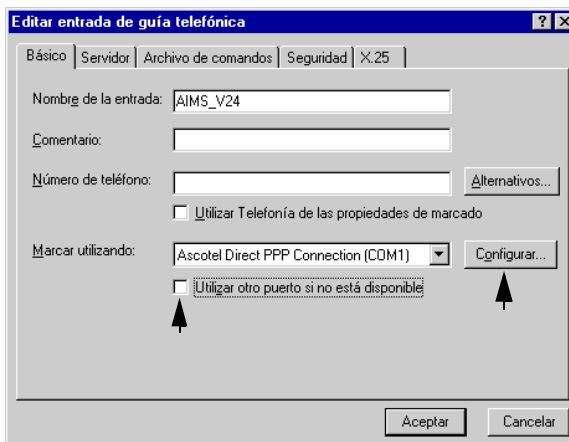 Editar entrada de guía telefónica
Básico Servidor Archivo de comandos Seguridad X.25
Nombre de la entrada: AIMS_V24
Comentario:
Número de teléfono: Alternativos...
Utilizar Telefonía de las propiedades de marcado
Marcar utilizando: Ascotel Direct PPP Connection (COM1) Configurar...
Utilizar otro puerto si no está disponible
Aceptar Cancelar